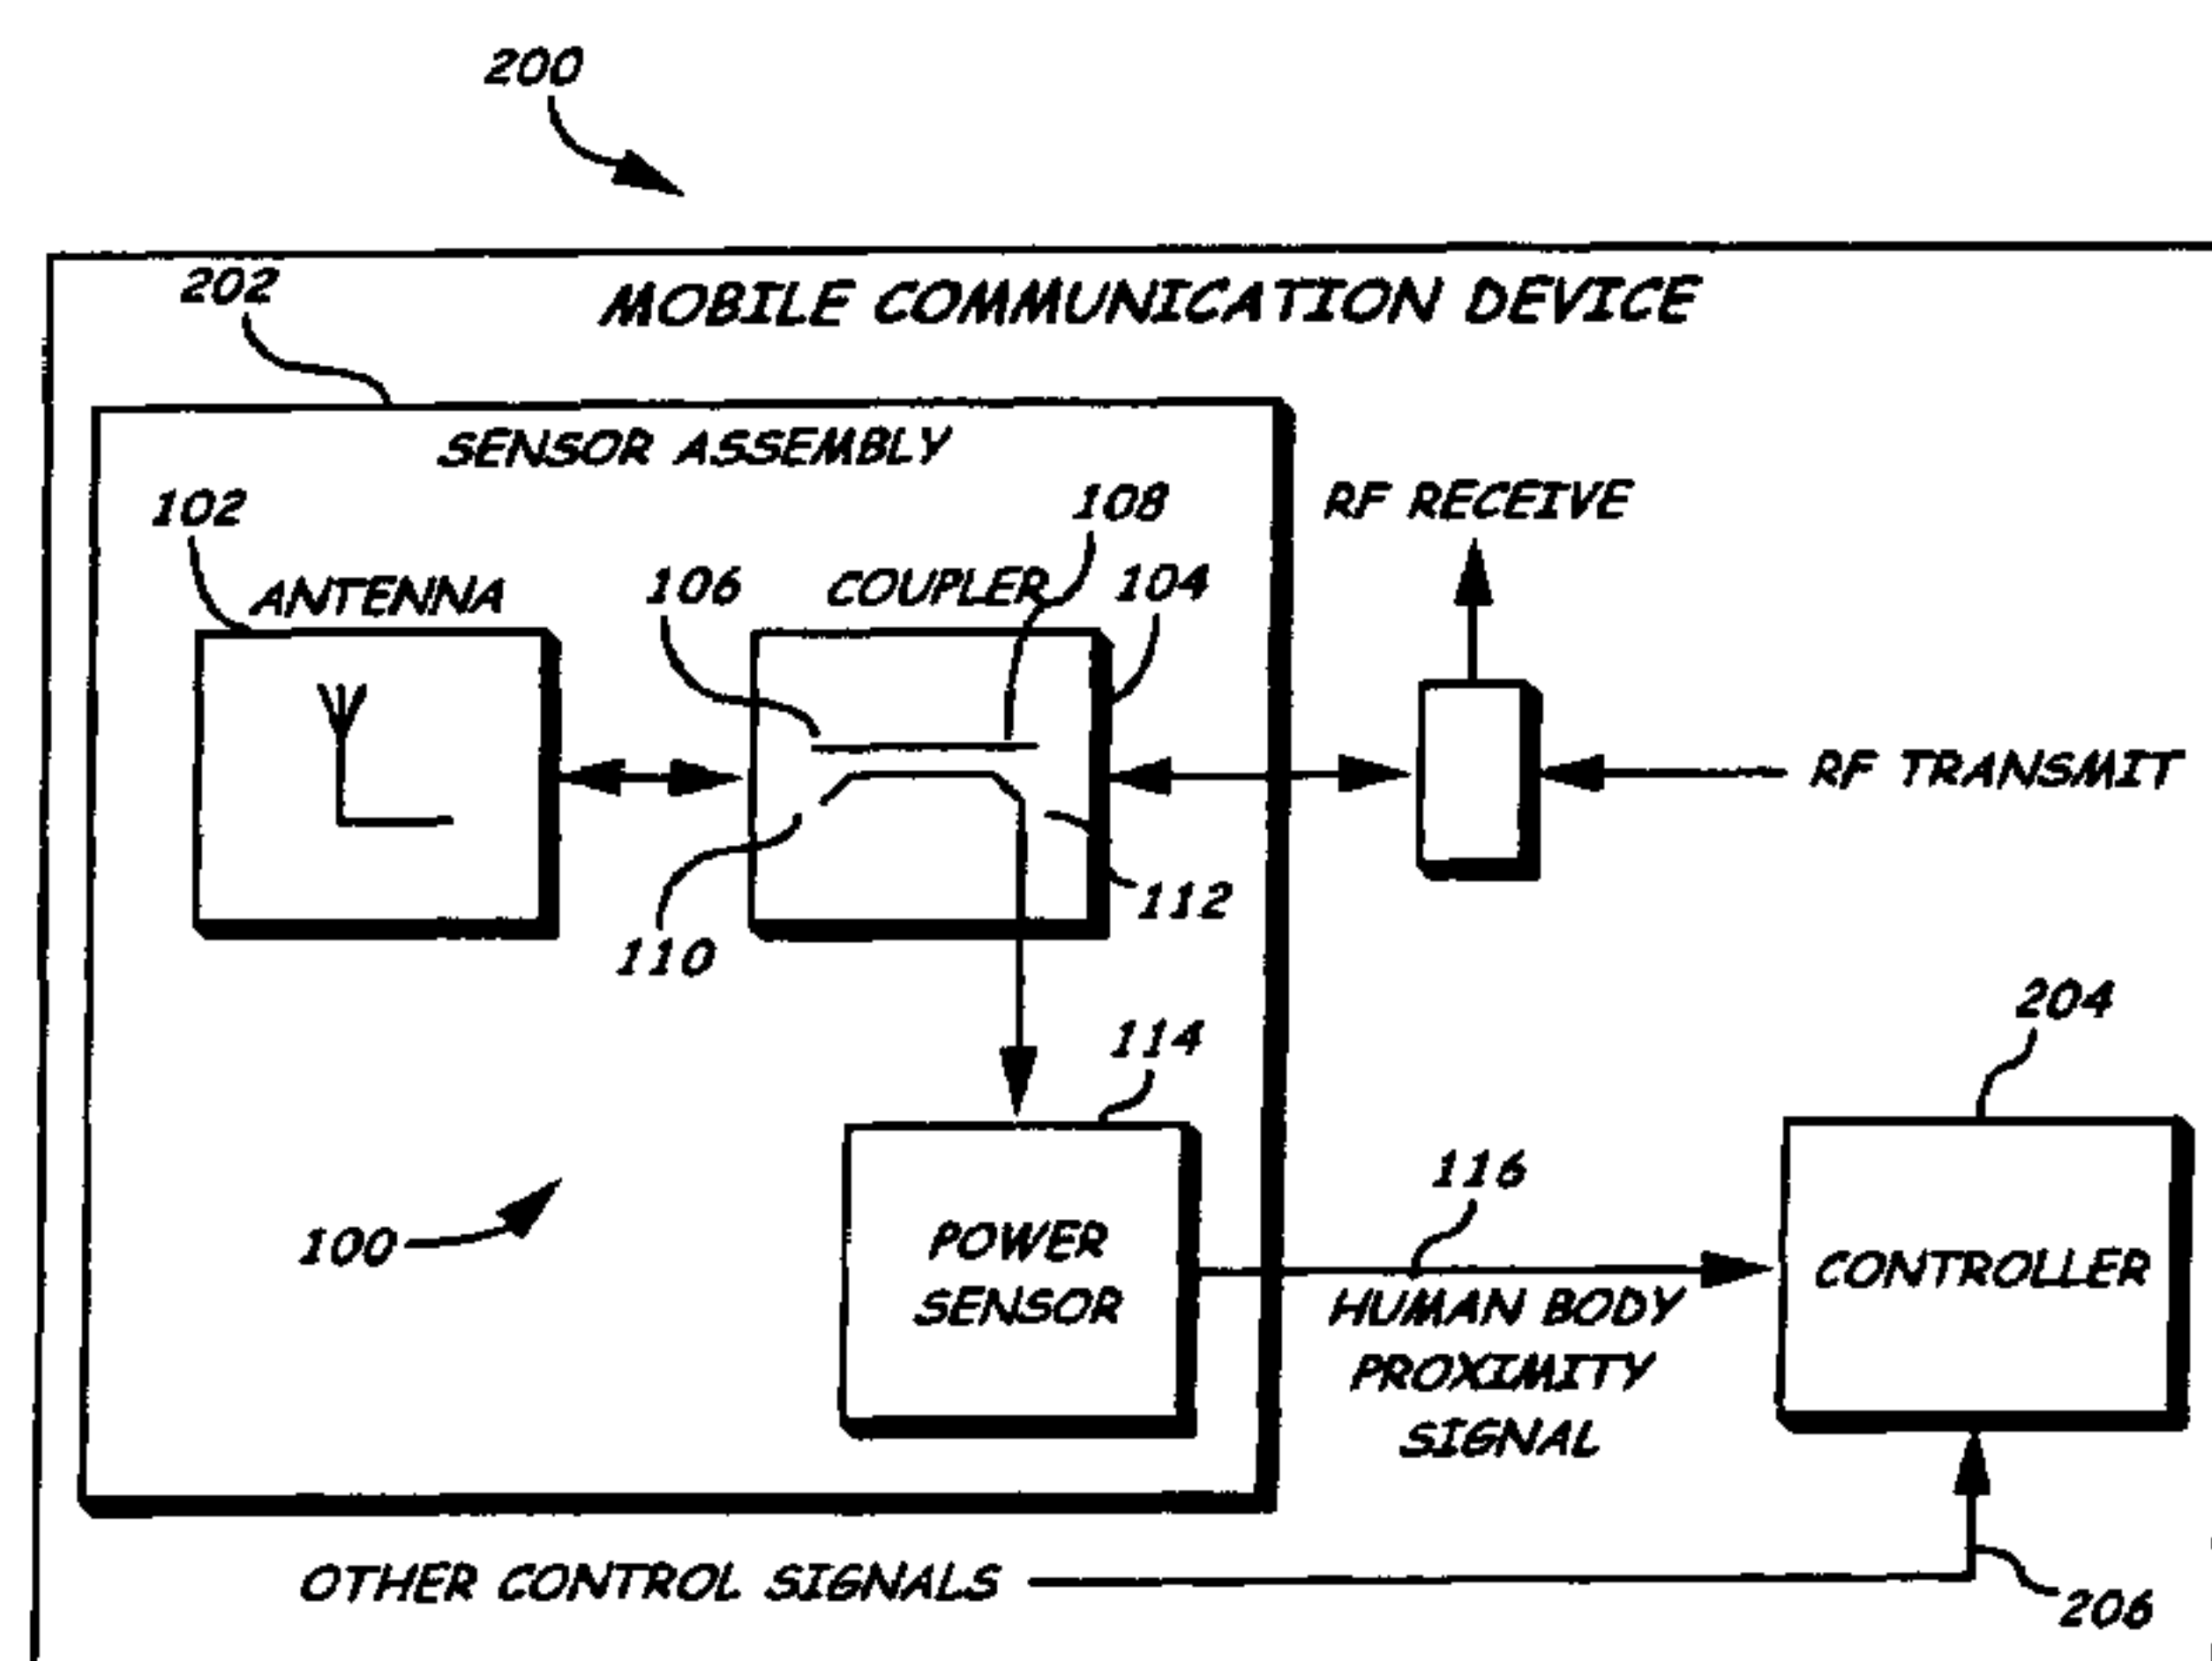 200
MOBILE COMMUNICATION DEVICE
202
SENSOR ASSEMBLY
102
ANTENNA
106
COUPLER
108
104
110
112
RF RECEIVE
RF TRANSMIT
114
POWER
SENSOR
100
116
HUMAN BODY
PROXIMITY
SIGNAL
204
CONTROLLER
OTHER CONTROL SIGNALS
206